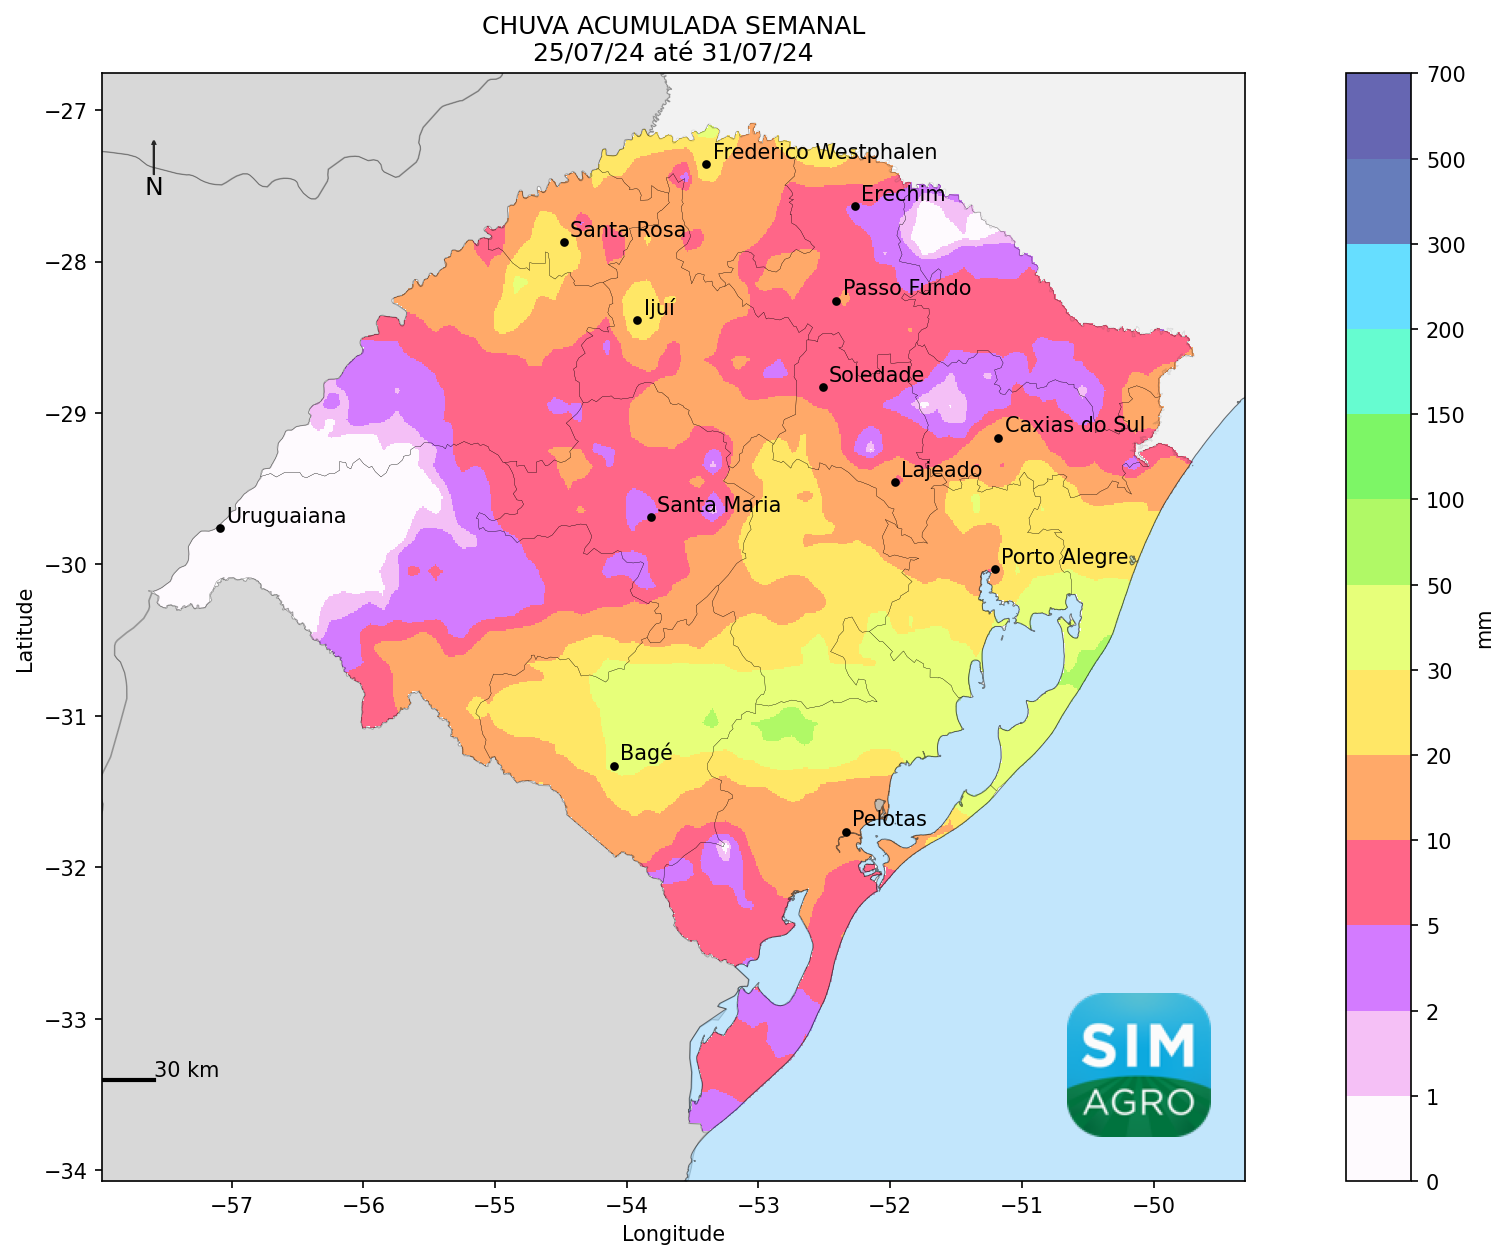 CHUVA ACUMULADA SEMANAL
25/07/24 até 31/07/24
−27
−28
−29
−30
−31
−32
−33
−34
Latitude
N
Frederico Westphalen
Erechim
Santa Rosa
Passo Fundo
Ijuí
Soledade
Caxias do Sul
Lajeado
Santa Maria
Uruguaiana
Porto Alegre
Bagé
Pelotas
30 km
SIM
AGRO
−57
−56
−55
−54
−53
−52
−51
−50
Longitude
700
500
300
200
150
100
50
30
20
10
5
2
1
0
mm